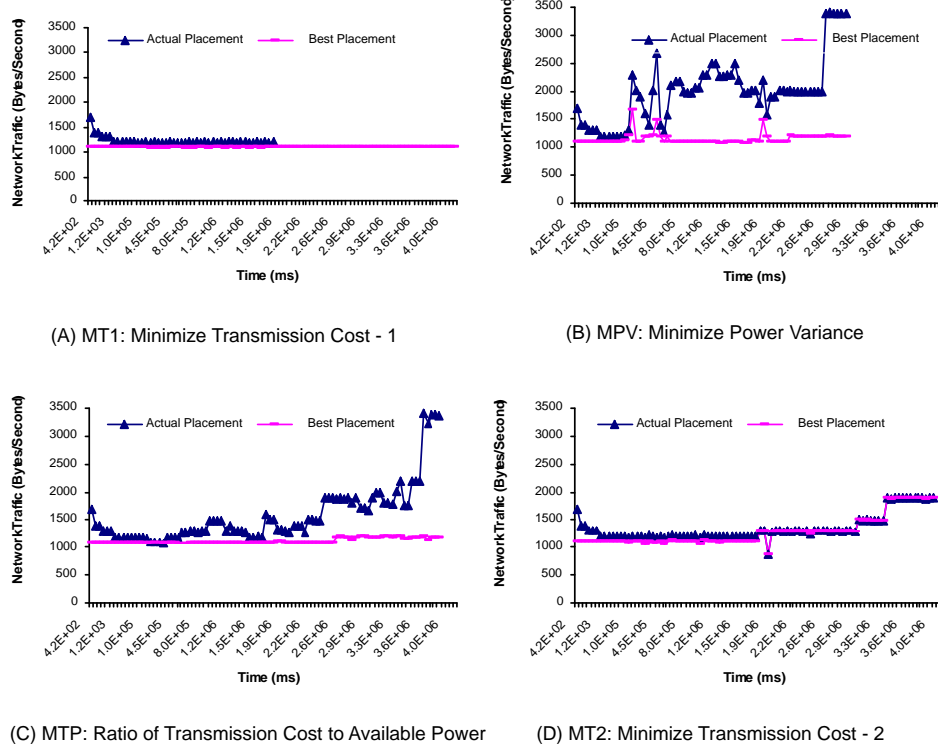 3500
3000
2500
2000
1500
1000
500
0
NetworkTraffic (Bytes/Second)
Actual Placement
Best Placement
4.2E+02
1.2E+03
1.0E+05
4.5E+05
8.0E+05
1.2E+06
1.5E+06
1.9E+06
2.2E+06
2.6E+06
2.9E+06
3.3E+06
3.6E+06
4.0E+06
Time (ms)
(A) MT1: Minimize Transmission Cost - 1
3500
3000
2500
2000
1500
1000
500
0
NetworkTraffic (Bytes/Second)
Actual Placement
Best Placement
4.2E+02
1.2E+03
1.0E+05
4.5E+05
8.0E+05
1.2E+06
1.5E+06
1.9E+06
2.2E+06
2.6E+06
2.9E+06
3.3E+06
3.6E+06
4.0E+06
Time (ms)
(B) MPV: Minimize Power Variance
3500
3000
2500
2000
1500
1000
500
0
NetworkTraffic (Bytes/Second)
Actual Placement
Best Placement
4.2E+02
1.2E+03
1.0E+05
4.5E+05
8.0E+05
1.2E+06
1.5E+06
1.9E+06
2.2E+06
2.6E+06
2.9E+06
3.3E+06
3.6E+06
4.0E+06
Time (ms)
(C) MTP: Ratio of Transmission Cost to Available Power
3500
3000
2500
2000
1500
1000
500
0
NetworkTraffic (Bytes/Second)
Actual Placement
Best Placement
4.2E+02
1.2E+03
1.0E+05
4.5E+05
8.0E+05
1.2E+06
1.5E+06
1.9E+06
2.2E+06
2.6E+06
2.9E+06
3.3E+06
3.6E+06
4.0E+06
Time (ms)
(D) MT2: Minimize Transmission Cost - 2